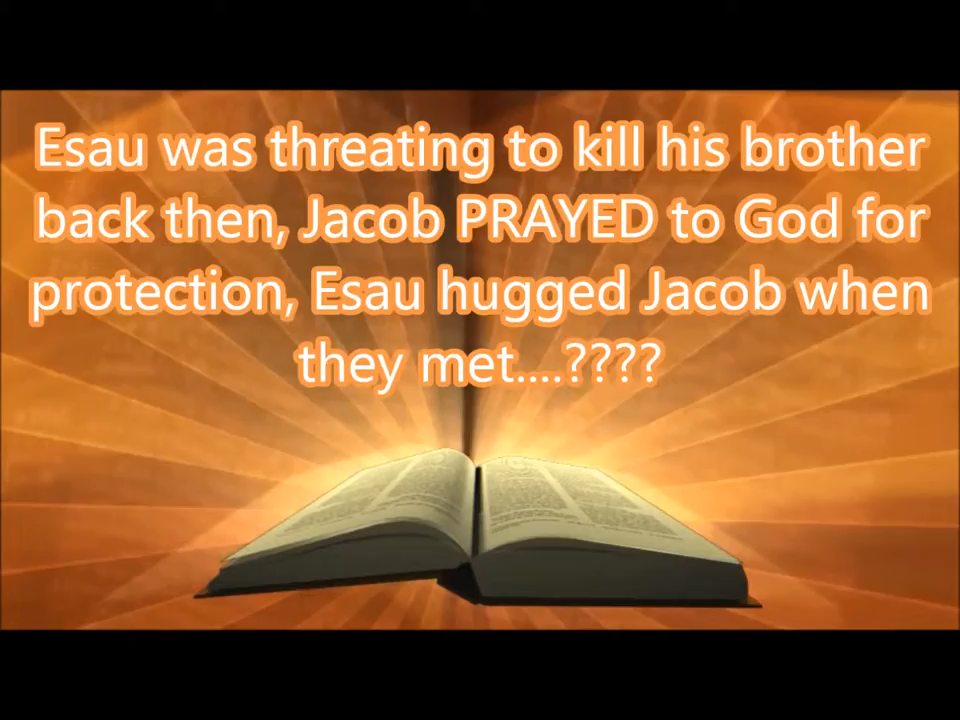 Esau was threating to kill his brother
back then, Jacob PRAYED to God for
protection, Esau hugged Jacob when
they met....????